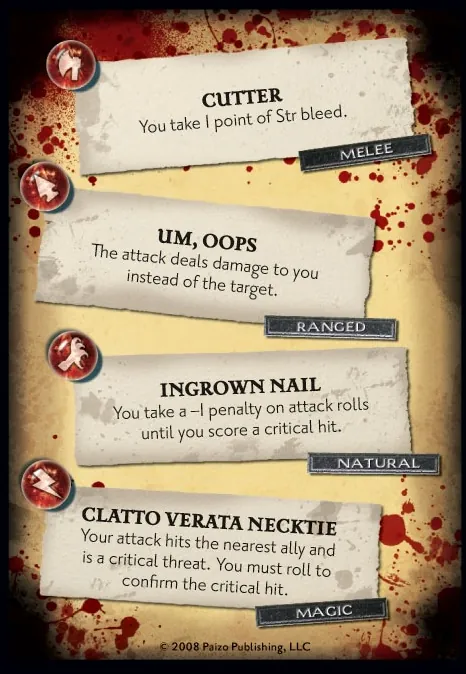 CUTTER
You take 1 point of Str bleed.
MELEE
UM, OOPS
The attack deals damage to you
instead of the target.
RANGED
INGROWN NAIL
You take a –1 penalty on attack rolls
until you score a critical hit.
NATURAL
CLATTO VERATA NECKTIE
Your attack hits the nearest ally and
is a critical threat. You must roll to
confirm the critical hit.
MAGIC
© 2008 Paizo Publishing, LLC